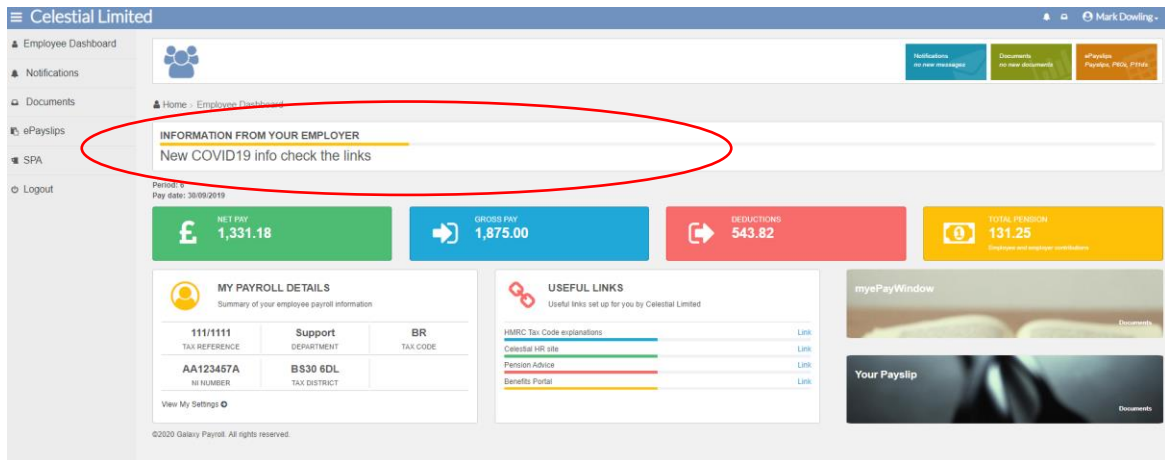 Celestial Limited
Mark Dowling
Employee Dashboard
Notifications
Documents
ePayslips
SPA
Logout
Notifications
no new messages
Documents
no new documents
ePayslips
Payslips, P60s, P11ds
Home › Employee Dashboard
INFORMATION FROM YOUR EMPLOYER
New COVID19 info check the links
Period: 6
Pay date: 30/09/2019
NET PAY
1,331.18
GROSS PAY
1,875.00
DEDUCTIONS
543.82
TOTAL PENSION
131.25
Employee and employer contributions
MY PAYROLL DETAILS
Summary of your employee payroll information
111/1111
TAX REFERENCE
Support
DEPARTMENT
BR
TAX CODE
AA123457A
NI NUMBER
BS30 6DL
TAX DISTRICT
View My Settings
USEFUL LINKS
Useful links set up for you by Celestial Limited
HMRC Tax Code explanations Link
Celestial HR site Link
Pension Advice Link
Benefits Portal Link
myePayWindow
Documents
Your Payslip
Documents
©2020 Galaxy Payroll. All rights reserved.